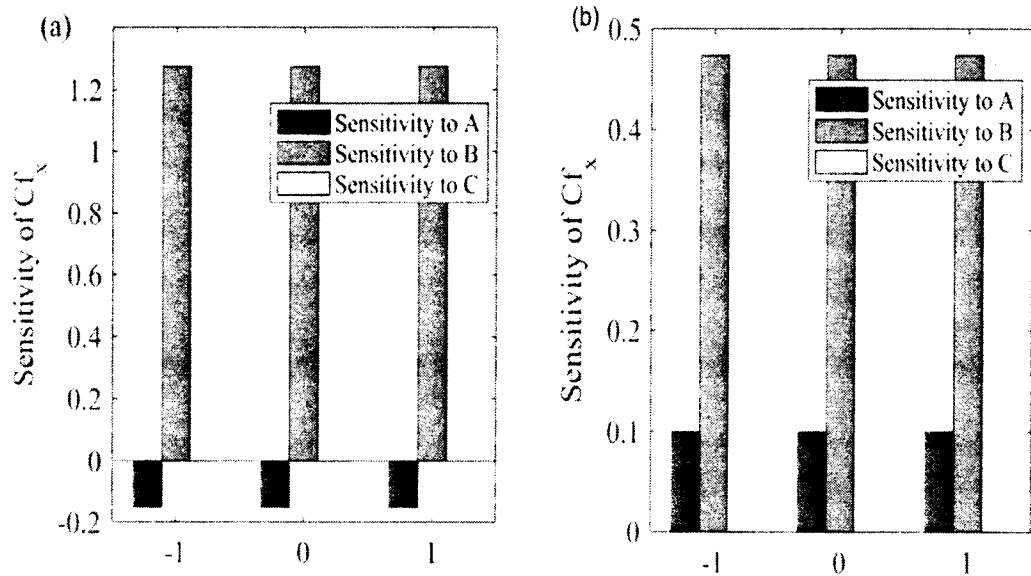 (a)
1.2
1
0.8
0.6
0.4
0.2
0
-0.2
Sensitivity of Cf_x
Sensitivity to A
Sensitivity to B
Sensitivity to C
-1 0 1
(b)
0.5
0.4
0.3
0.2
0.1
0
Sensitivity of Cf_x
Sensitivity to A
Sensitivity to B
Sensitivity to C
-1 0 1